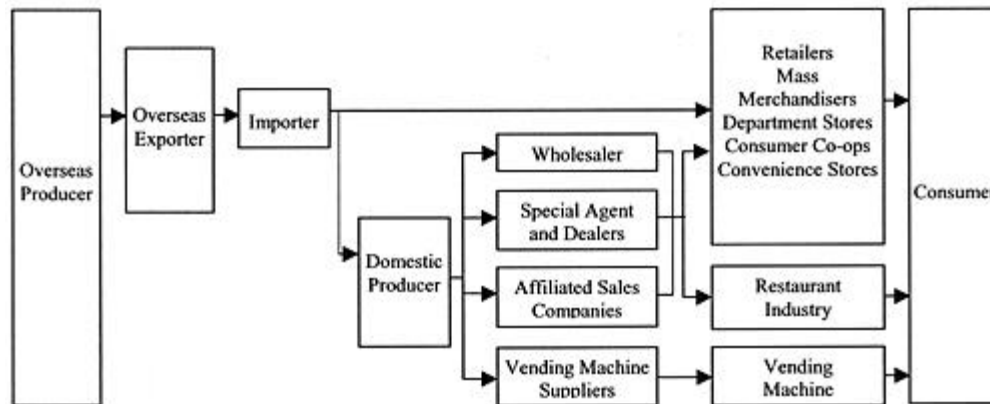 Overseas
Producer
Overseas
Exporter
Importer
Domestic
Producer
Wholesaler
Special Agent
and Dealers
Affiliated Sales
Companies
Vending Machine
Suppliers
Retailers
Mass
Merchandisers
Department Stores
Consumer Co-ops
Convenience Stores
Restaurant
Industry
Vending
Machine
Consumer